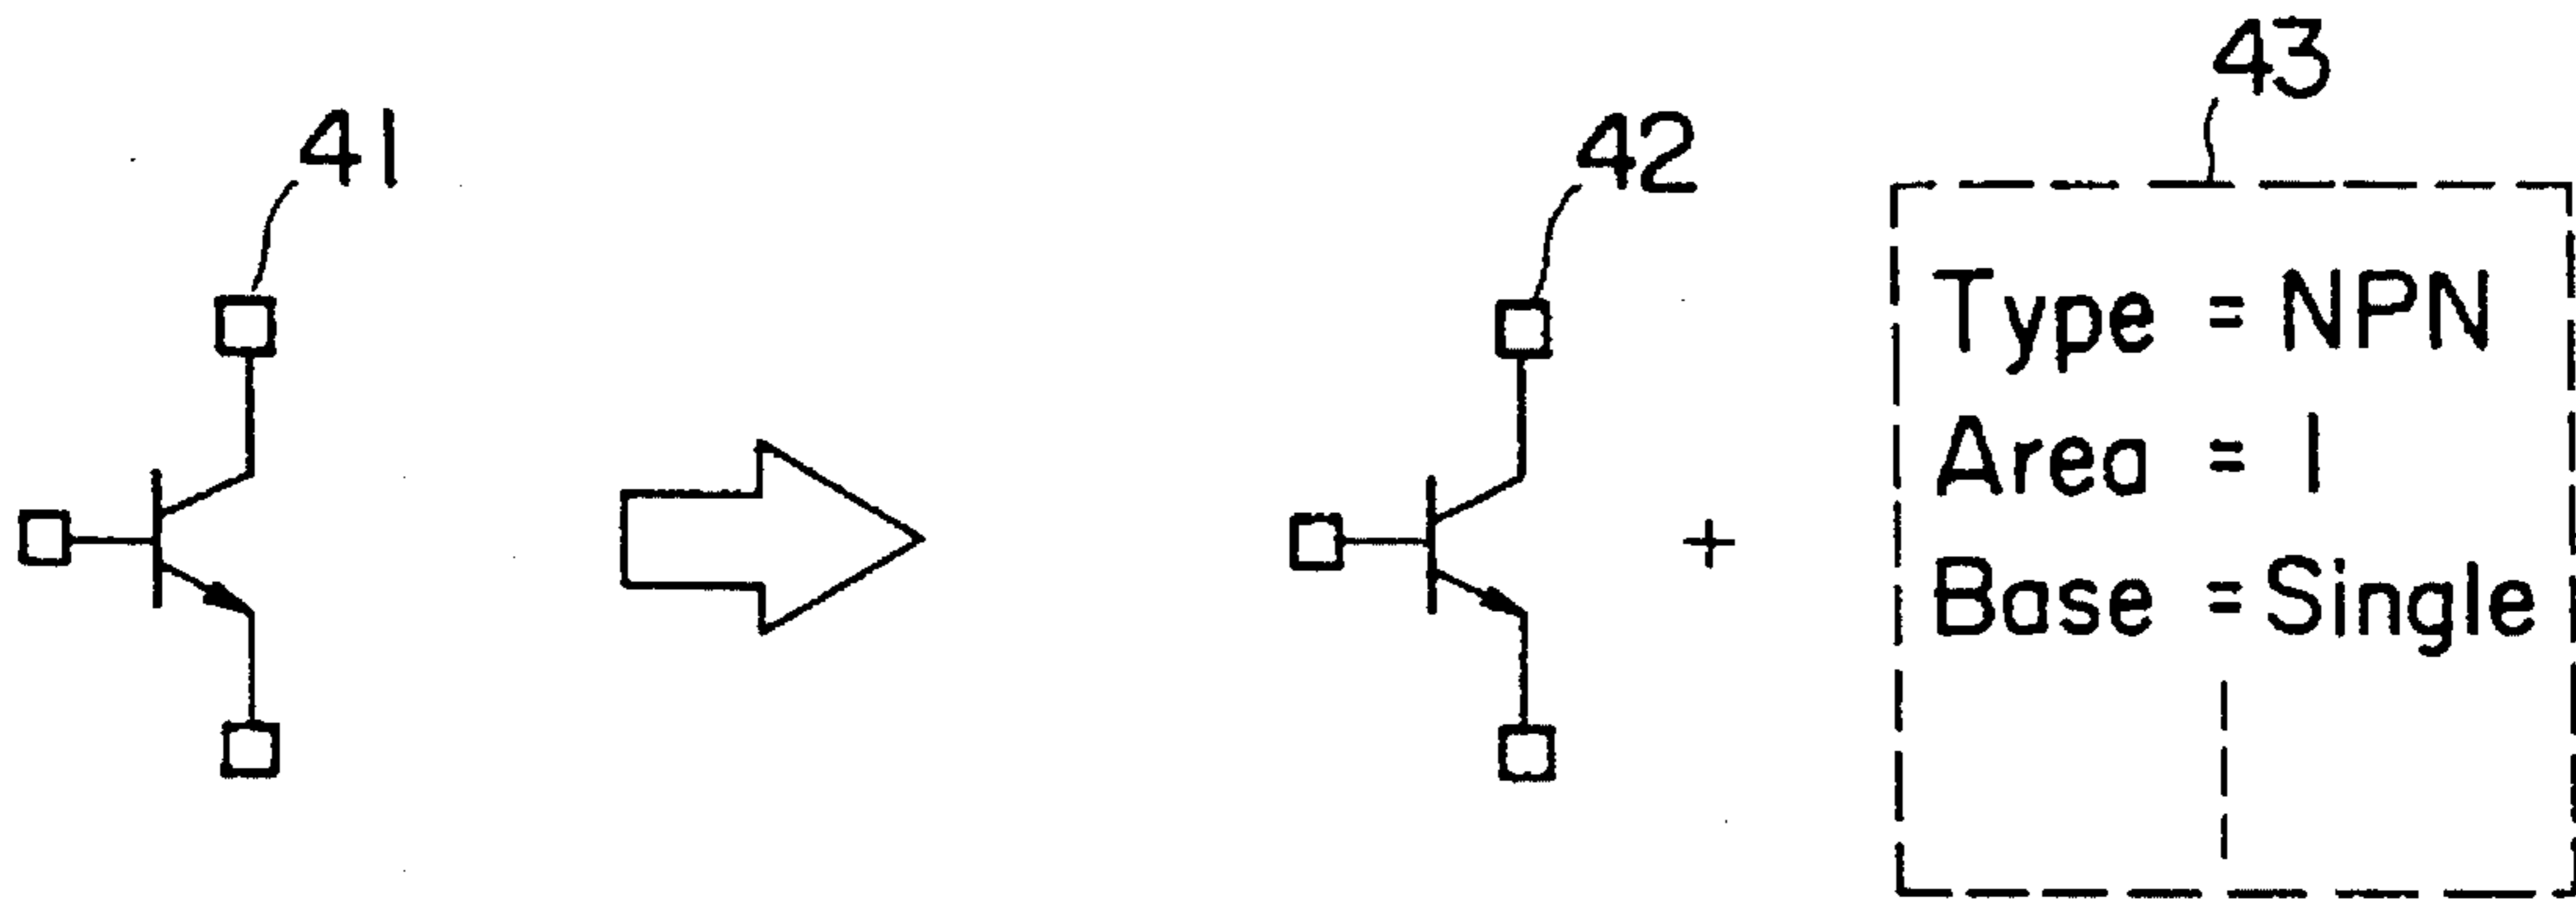 43
41
42
Type = NPN
+
Area = 1
Base = Single